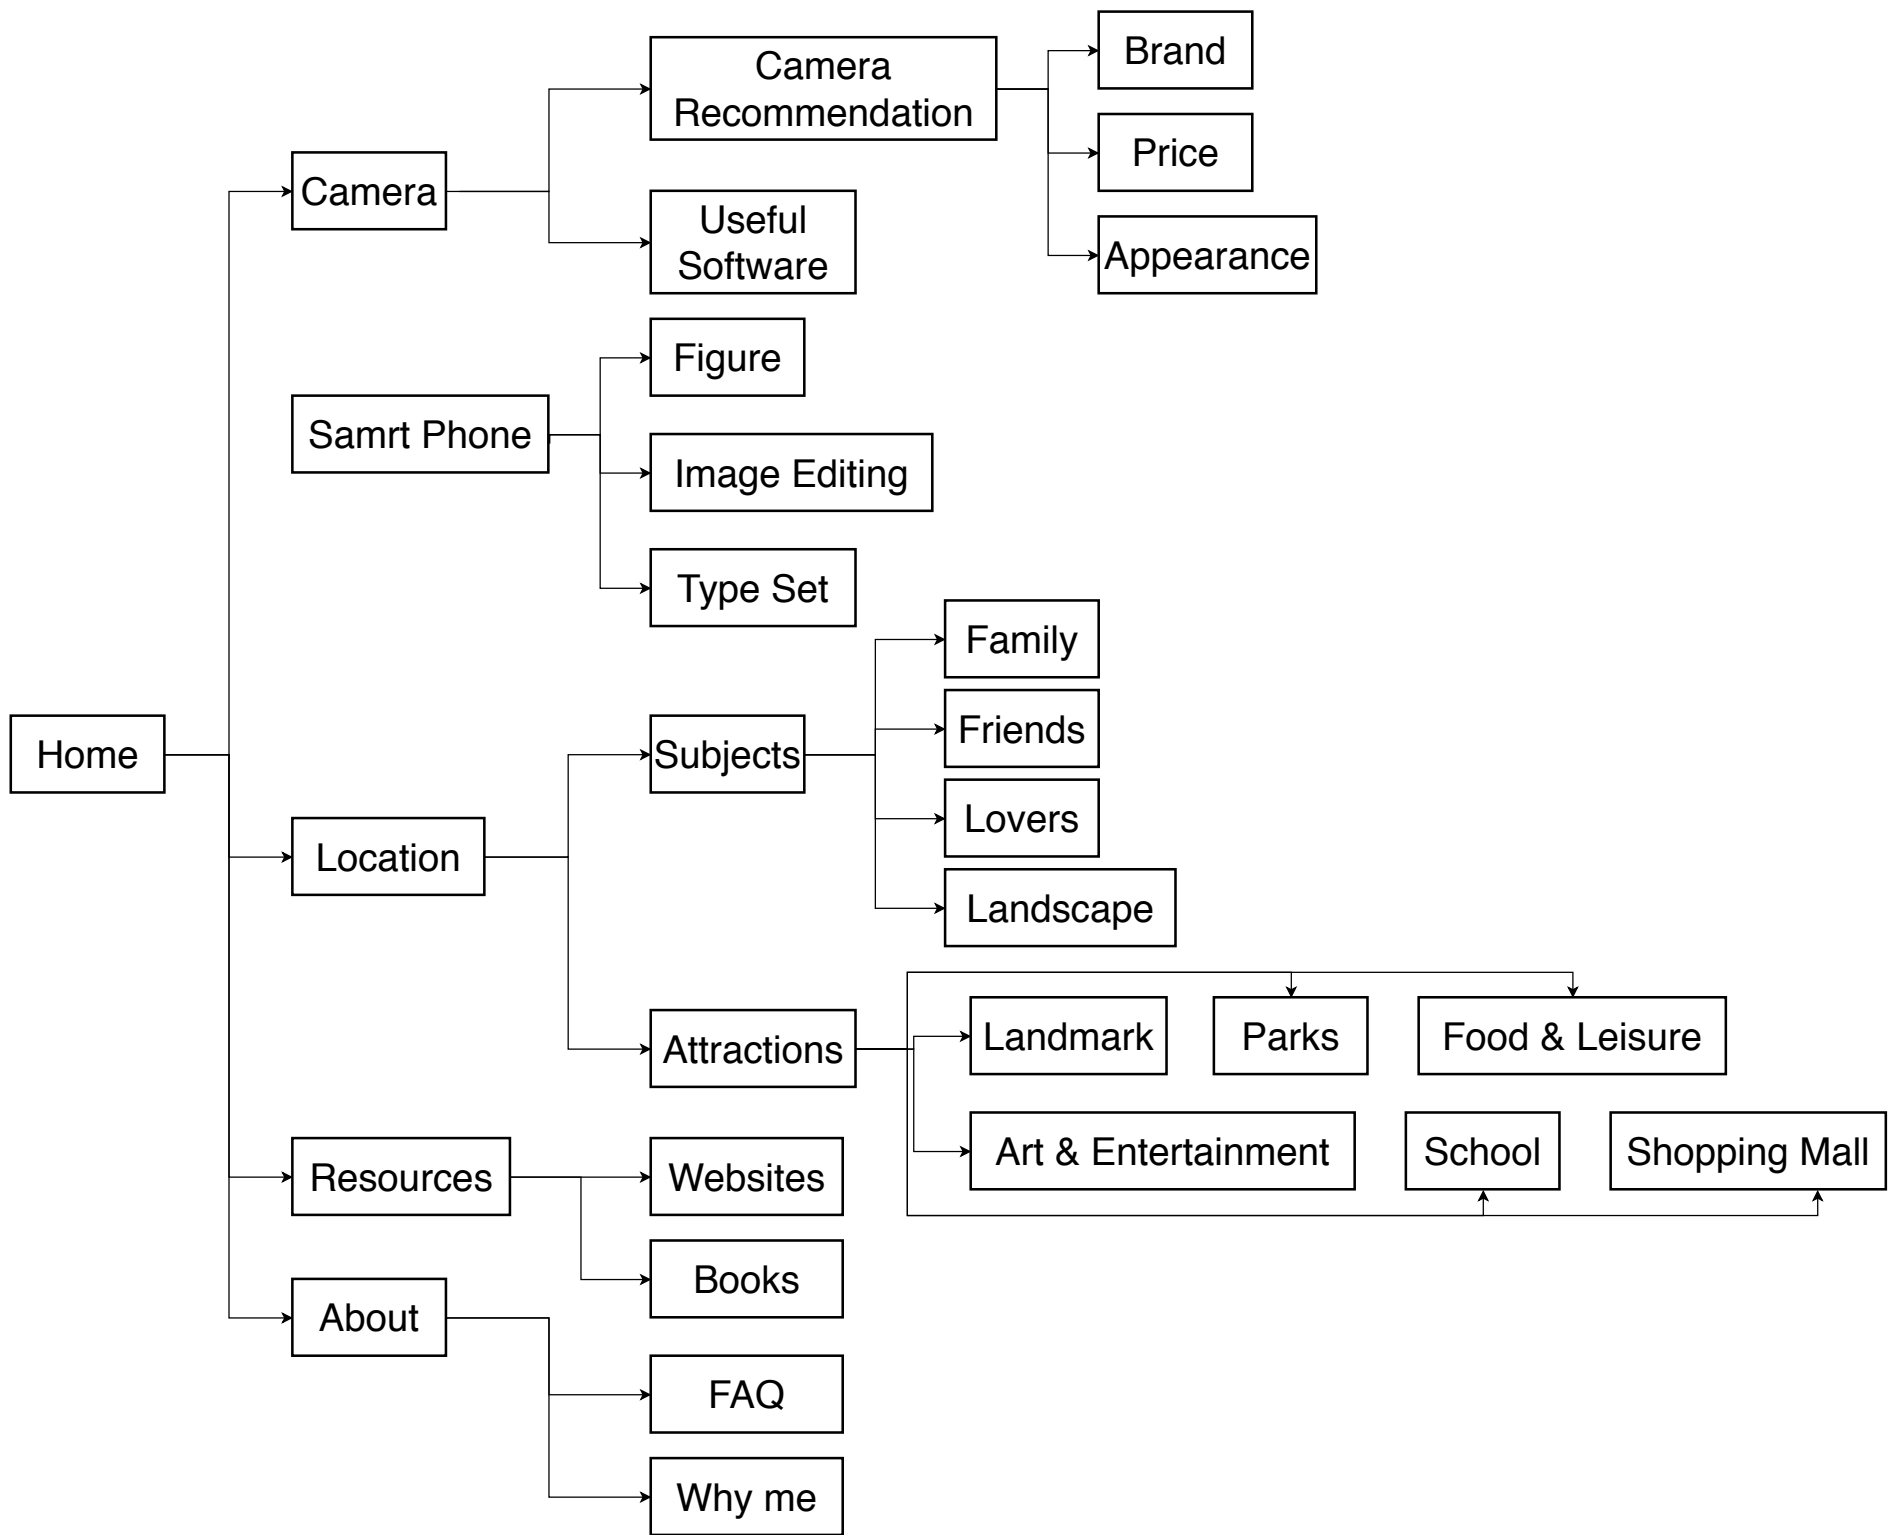 Brand
Camera
Recommendation
Price
Camera
Useful
Software
Appearance
Figure
Samrt Phone
Image Editing
Type Set
Family
Home
Subjects
Friends
Lovers
Location
Landscape
Attractions
Landmark
Parks
Food & Leisure
Art & Entertainment
School
Shopping Mall
Resources
Websites
Books
About
FAQ
Why me